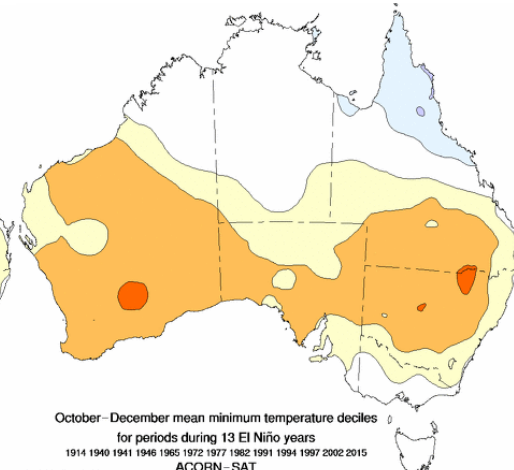 October–December mean minimum temperature deciles
for periods during 13 El Niño years
1914 1940 1941 1946 1965 1972 1977 1982 1991 1994 1997 2002 2015
ACORN–SAT